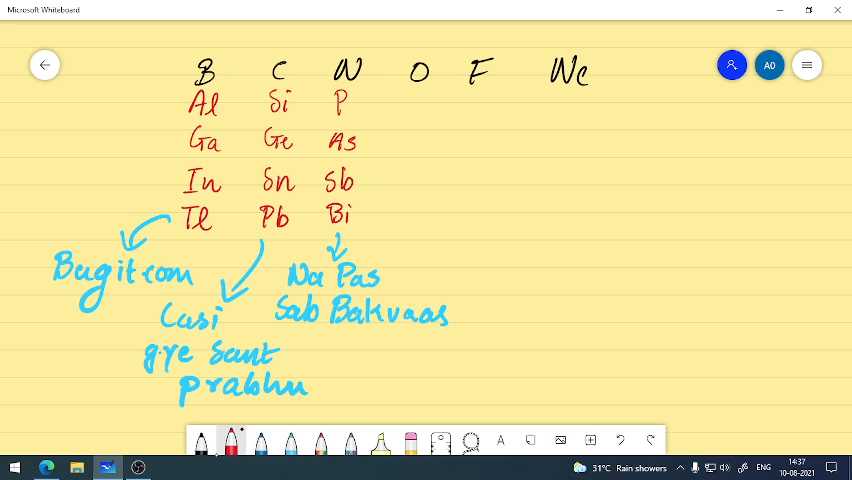 Microsoft Whiteboard
B C N O F Ne
Al Si P
Ga Ge As
In Sn Sb
Tl Pb Bi
Bagitcom
Na Pas
Sab Bakvaas
Casi
gye Sant
Prabhu
A0
A
31°C Rain showers
ENG
14:37
10-08-2021